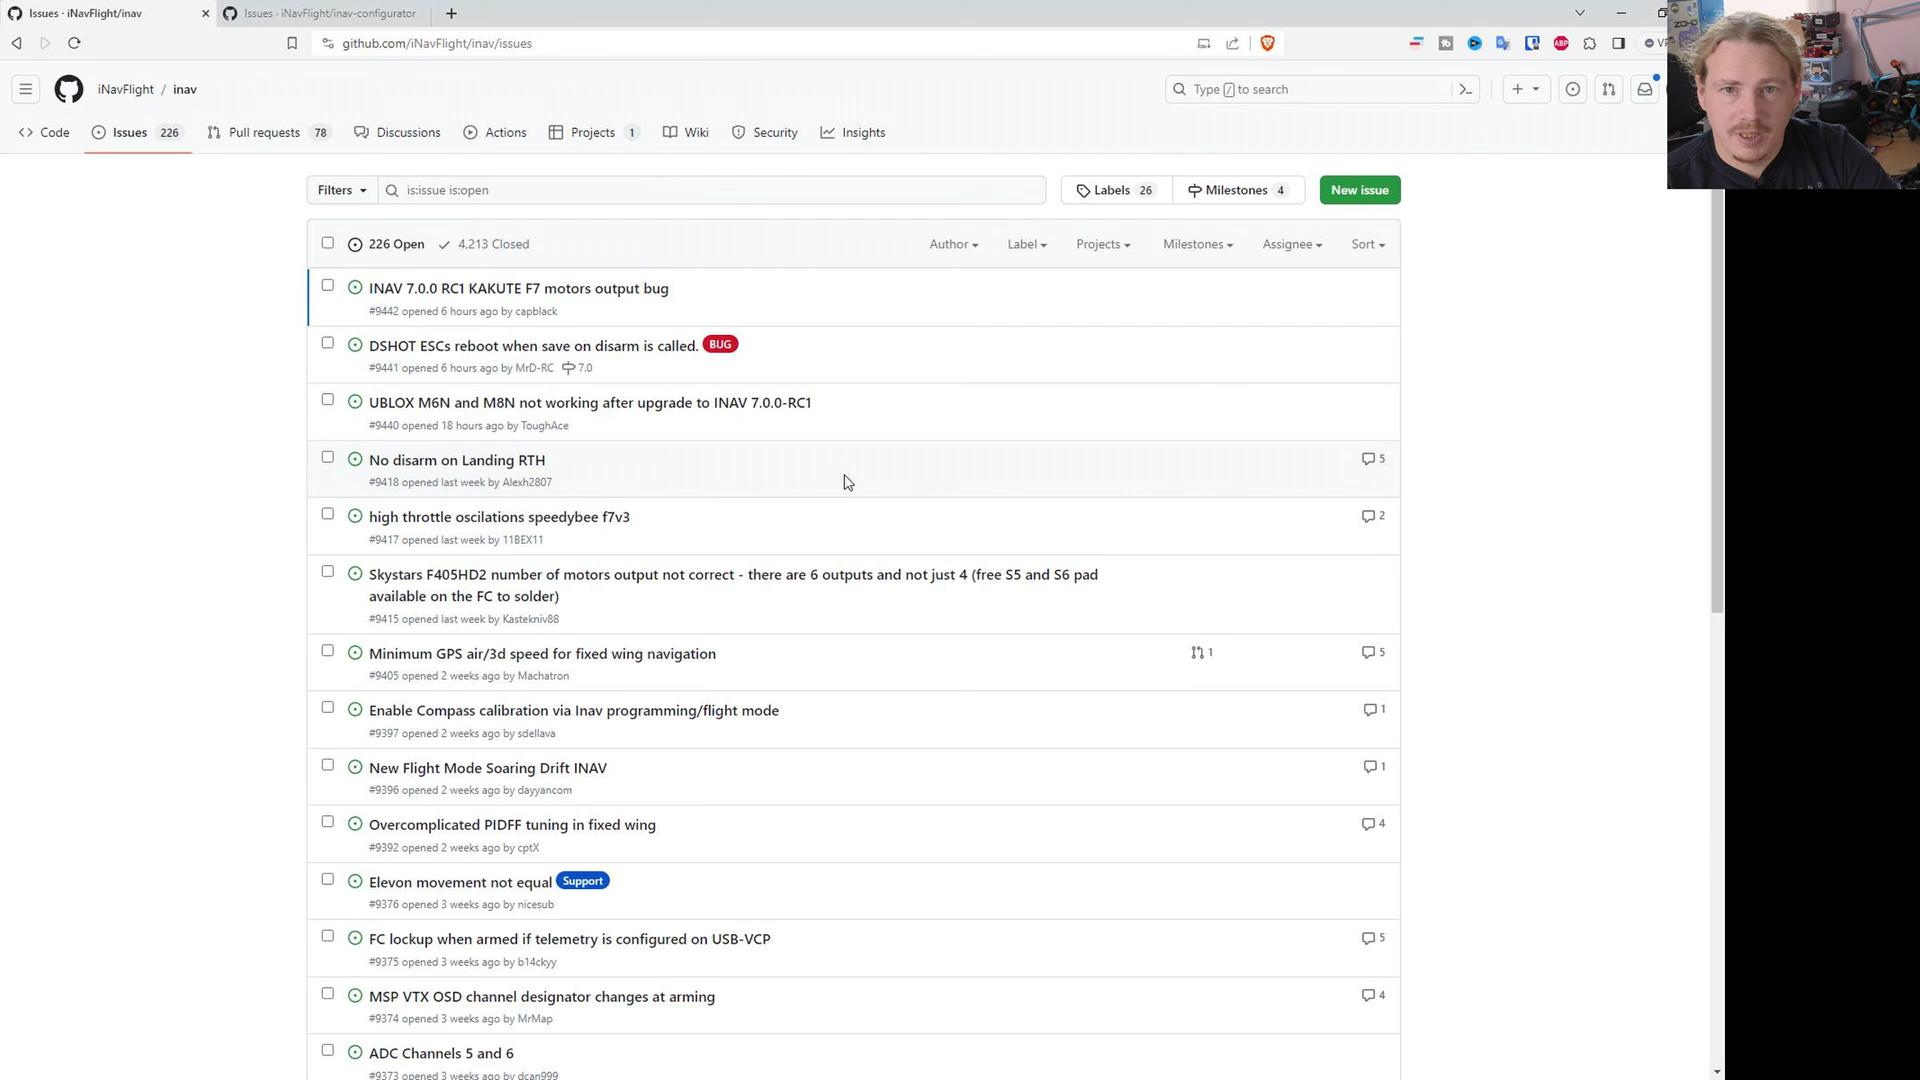 Issues · iNavFlight/inav
Issues · iNavFlight/inav-configurator
github.com/iNavFlight/inav/issues
iNavFlight / inav
Type / to search
Code
Issues 226
Pull requests 78
Discussions
Actions
Projects 1
Wiki
Security
Insights
Filters
is:issue is:open
Labels 26
Milestones 4
New issue
226 Open
4,213 Closed
Author
Label
Projects
Milestones
Assignee
Sort
INAV 7.0.0 RC1 KAKUTE F7 motors output bug
#9442 opened 6 hours ago by capblack
DSHOT ESCs reboot when save on disarm is called. BUG
#9441 opened 6 hours ago by MrD-RC 7.0
UBLOX M6N and M8N not working after upgrade to INAV 7.0.0-RC1
#9440 opened 18 hours ago by ToughAce
No disarm on Landing RTH 5
#9418 opened last week by Alexh2807
high throttle oscilations speedybee f7v3 2
#9417 opened last week by 11BEX11
Skystars F405HD2 number of motors output not correct - there are 6 outputs and not just 4 (free S5 and S6 pad
available on the FC to solder)
#9415 opened last week by Kastekniv88
Minimum GPS air/3d speed for fixed wing navigation 1 5
#9405 opened 2 weeks ago by Machatron
Enable Compass calibration via Inav programming/flight mode 1
#9397 opened 2 weeks ago by sdellava
New Flight Mode Soaring Drift INAV 1
#9396 opened 2 weeks ago by dayyancom
Overcomplicated PIDFF tuning in fixed wing 4
#9392 opened 2 weeks ago by cptX
Elevon movement not equal Support
#9376 opened 3 weeks ago by nicesub
FC lockup when armed if telemetry is configured on USB-VCP 5
#9375 opened 3 weeks ago by b14ckyy
MSP VTX OSD channel designator changes at arming 4
#9374 opened 3 weeks ago by MrMap
ADC Channels 5 and 6
#9373 opened 3 weeks ago by dcan999